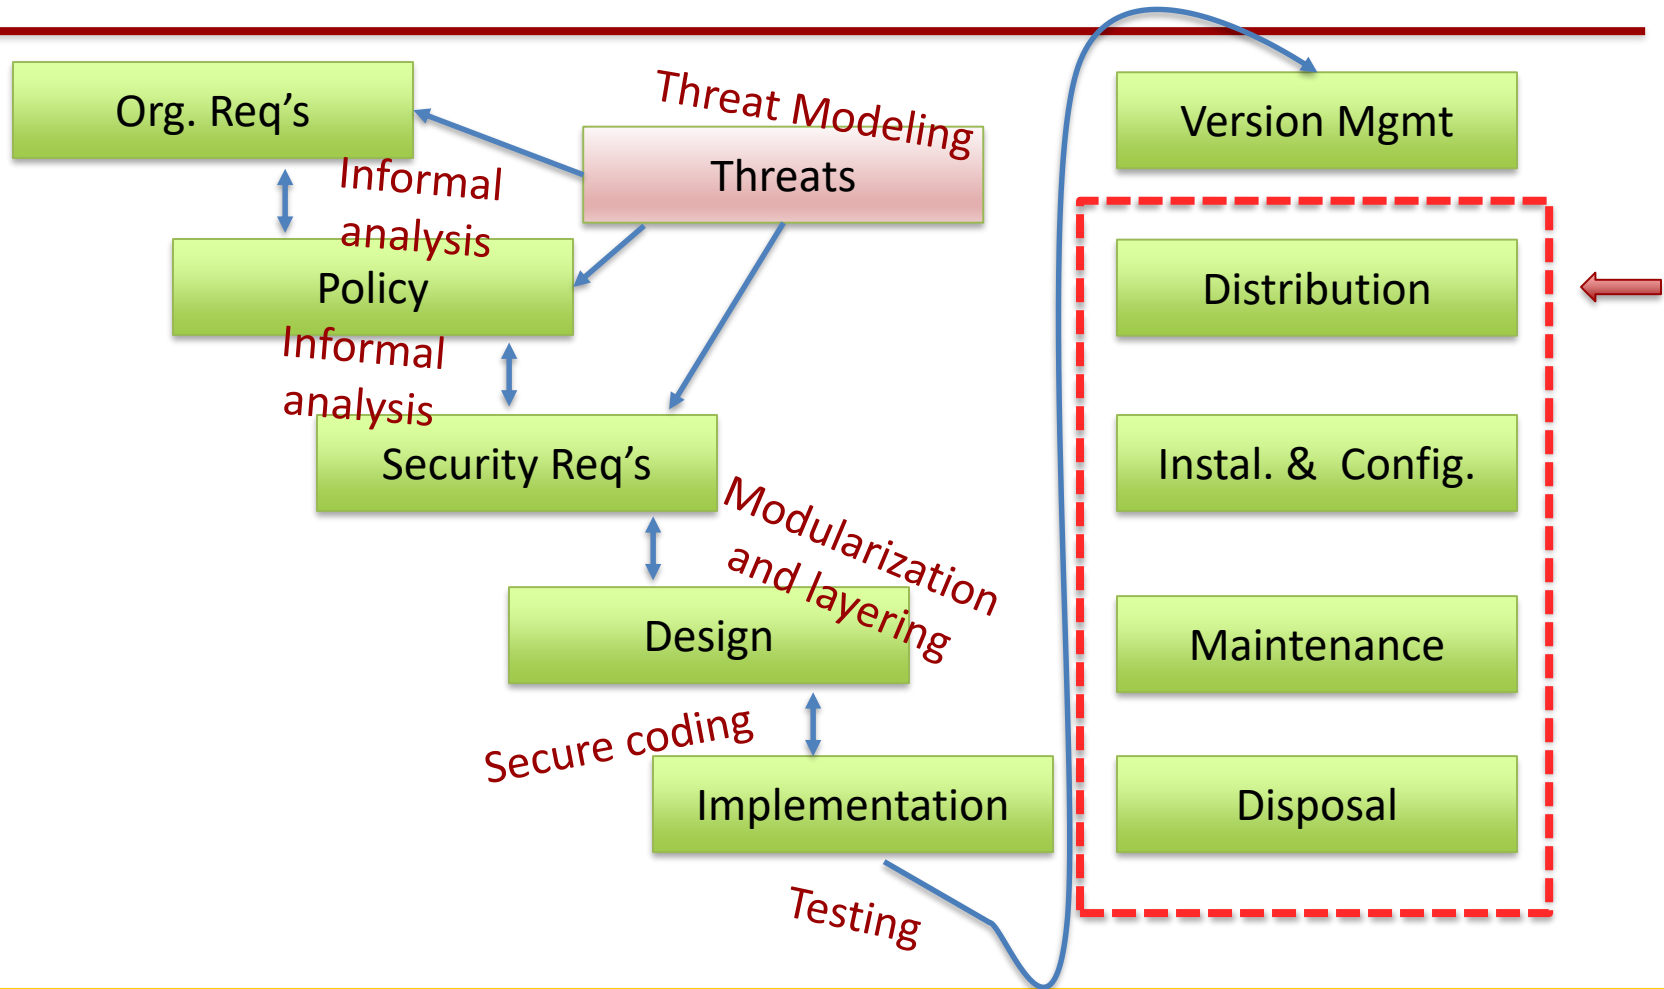 Org. Req’s
Threat Modeling
Threats
Informal
analysis
Policy
Informal
analysis
Security Req’s
Modularization
and layering
Design
Secure coding
Implementation
Testing
Version Mgmt
Distribution
Instal. & Config.
Maintenance
Disposal